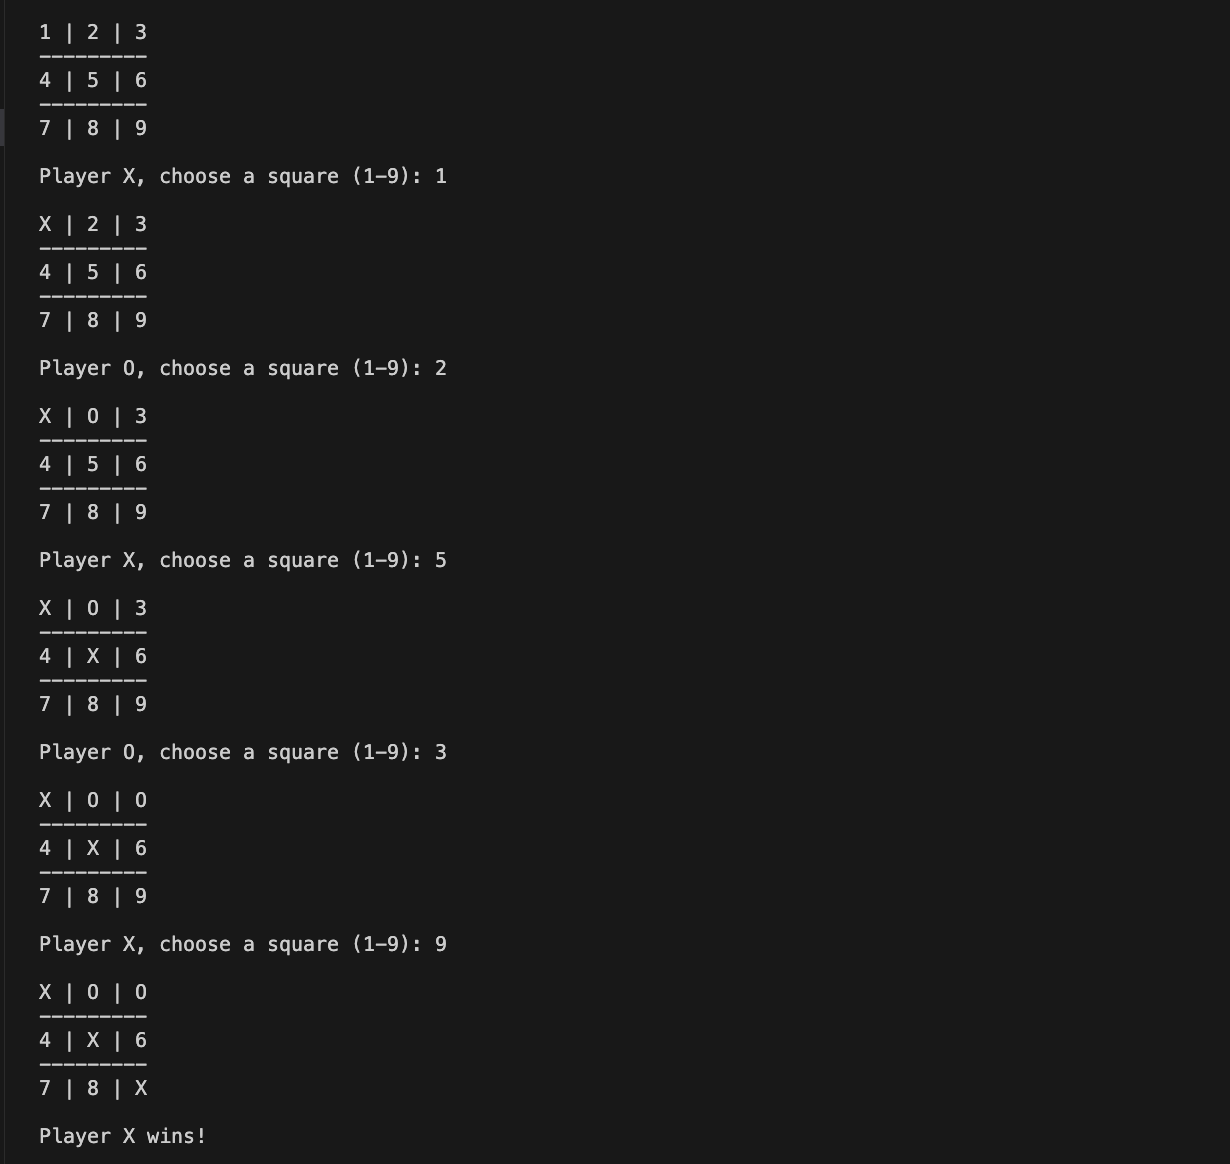 1 | 2 | 3
---------
4 | 5 | 6
---------
7 | 8 | 9
Player X, choose a square (1-9): 1
X | 2 | 3
---------
4 | 5 | 6
---------
7 | 8 | 9
Player O, choose a square (1-9): 2
X | O | 3
---------
4 | 5 | 6
---------
7 | 8 | 9
Player X, choose a square (1-9): 5
X | O | 3
---------
4 | X | 6
---------
7 | 8 | 9
Player O, choose a square (1-9): 3
X | O | O
---------
4 | X | 6
---------
7 | 8 | 9
Player X, choose a square (1-9): 9
X | O | O
---------
4 | X | 6
---------
7 | 8 | X
Player X wins!